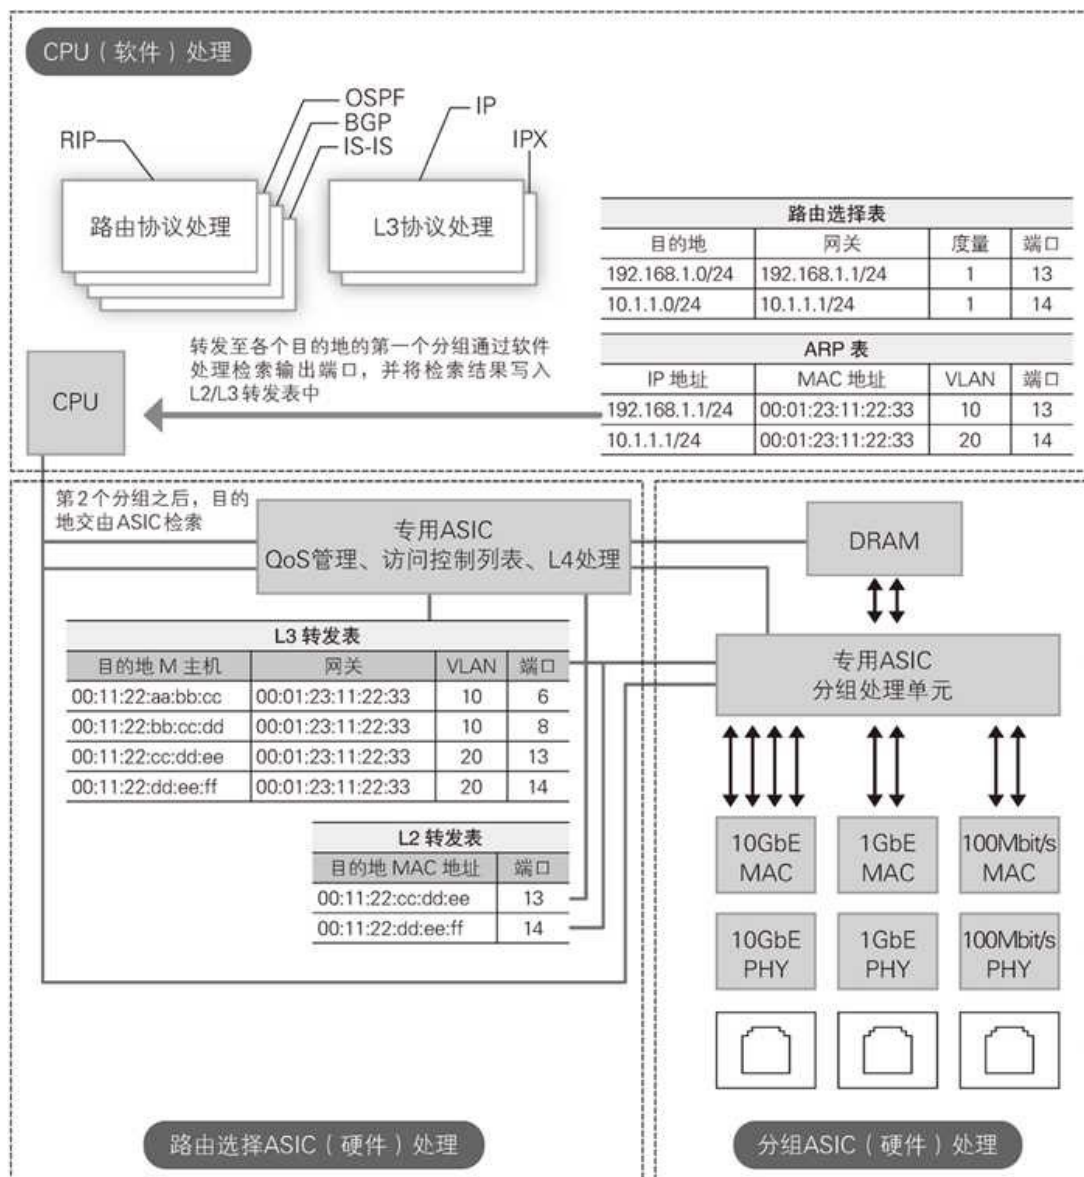 CPU（软件）处理
OSPF
BGP
IS-IS
RIP
IP
IPX
路由协议处理
L3协议处理
路由选择表
目的地 网关 度量 端口
192.168.1.0/24 192.168.1.1/24 1 13
10.1.1.0/24 10.1.1.1/24 1 14
ARP 表
IP 地址 MAC 地址 VLAN 端口
192.168.1.1/24 00:01:23:11:22:33 10 13
10.1.1.1/24 00:01:23:11:22:33 20 14
转发至各个目的地的第一个分组通过软件
处理检索输出端口，并将检索结果写入
L2/L3转发表中
CPU
第2个分组之后，目的
地交由ASIC检索
专用ASIC
QoS管理、访问控制列表、L4处理
L3 转发表
目的地 M 主机 网关 VLAN 端口
00:11:22:aa:bb:cc 00:01:23:11:22:33 10 6
00:11:22:bb:cc:dd 00:01:23:11:22:33 10 8
00:11:22:cc:dd:ee 00:01:23:11:22:33 20 13
00:11:22:dd:ee:ff 00:01:23:11:22:33 20 14
L2 转发表
目的地 MAC 地址 端口
00:11:22:cc:dd:ee 13
00:11:22:dd:ee:ff 14
路由选择ASIC（硬件）处理
DRAM
专用ASIC
分组处理单元
10GbE
MAC
1GbE
MAC
100Mbit/s
MAC
10GbE
PHY
1GbE
PHY
100Mbit/s
PHY
分组ASIC（硬件）处理